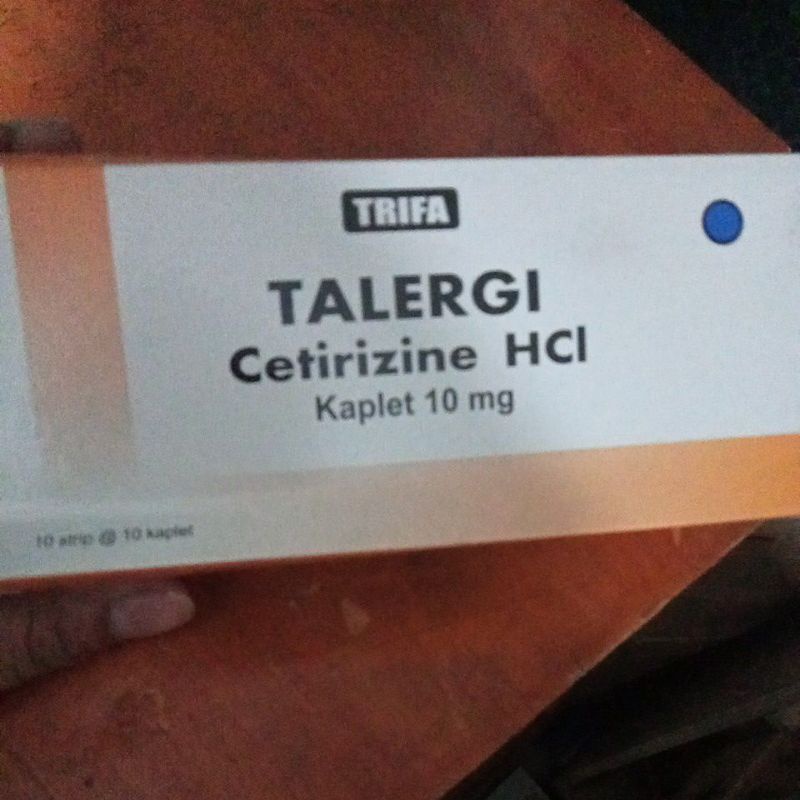 TRIFA
TALERGI
Cetirizine HCl
Kaplet 10 mg
10 strip @ 10 kaplet